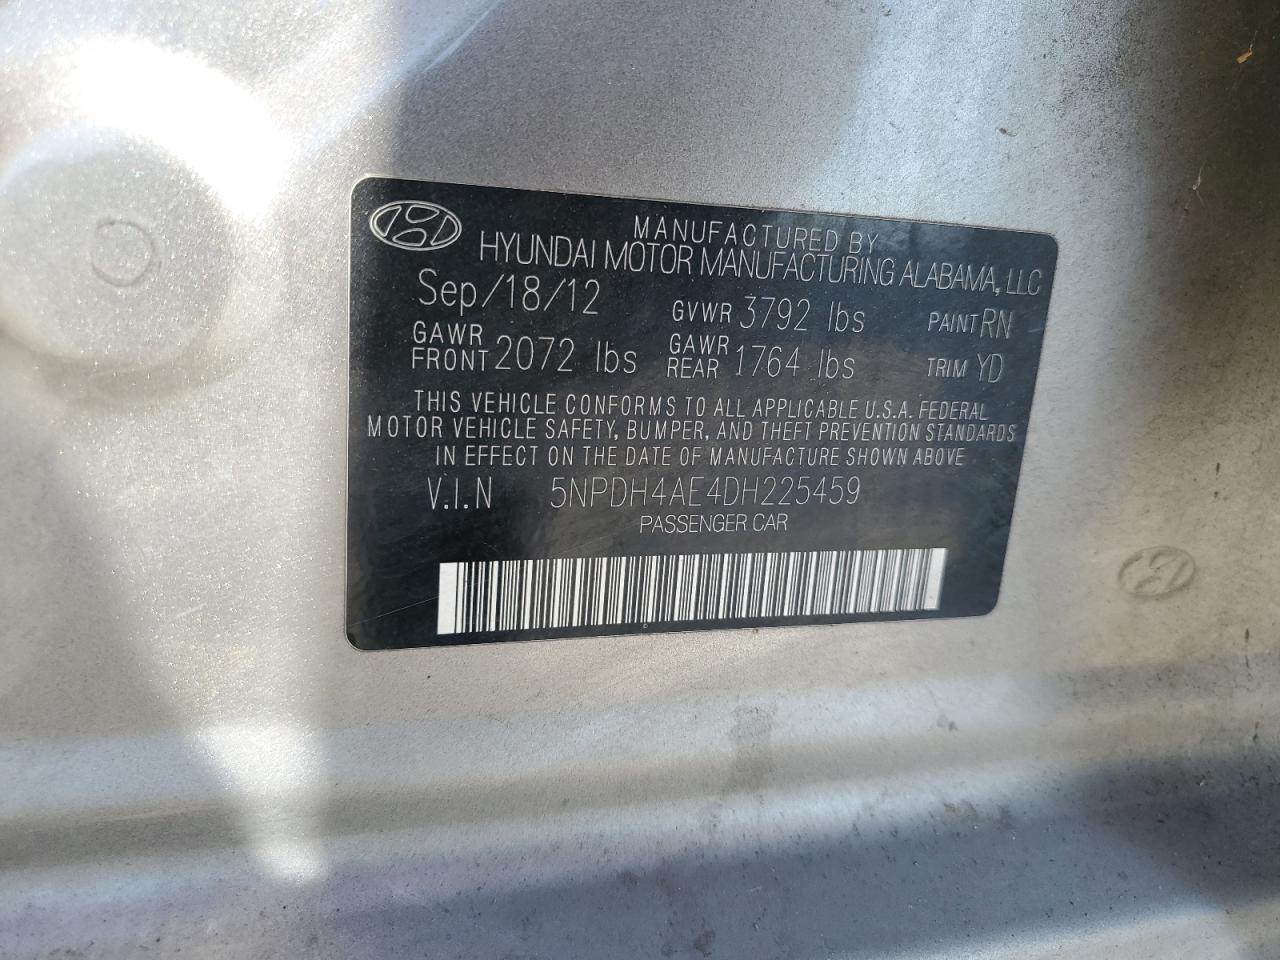 MANUFACTURED BY
HYUNDAI MOTOR MANUFACTURING ALABAMA, LLC
Sep/18/12 GVWR 3792 lbs PAINT RN
GAWR FRONT 2072 lbs GAWR REAR 1764 lbs TRIM YD
THIS VEHICLE CONFORMS TO ALL APPLICABLE U.S.A. FEDERAL
MOTOR VEHICLE SAFETY, BUMPER, AND THEFT PREVENTION STANDARDS
IN EFFECT ON THE DATE OF MANUFACTURE SHOWN ABOVE
V.I.N 5NPDH4AE4DH225459
PASSENGER CAR